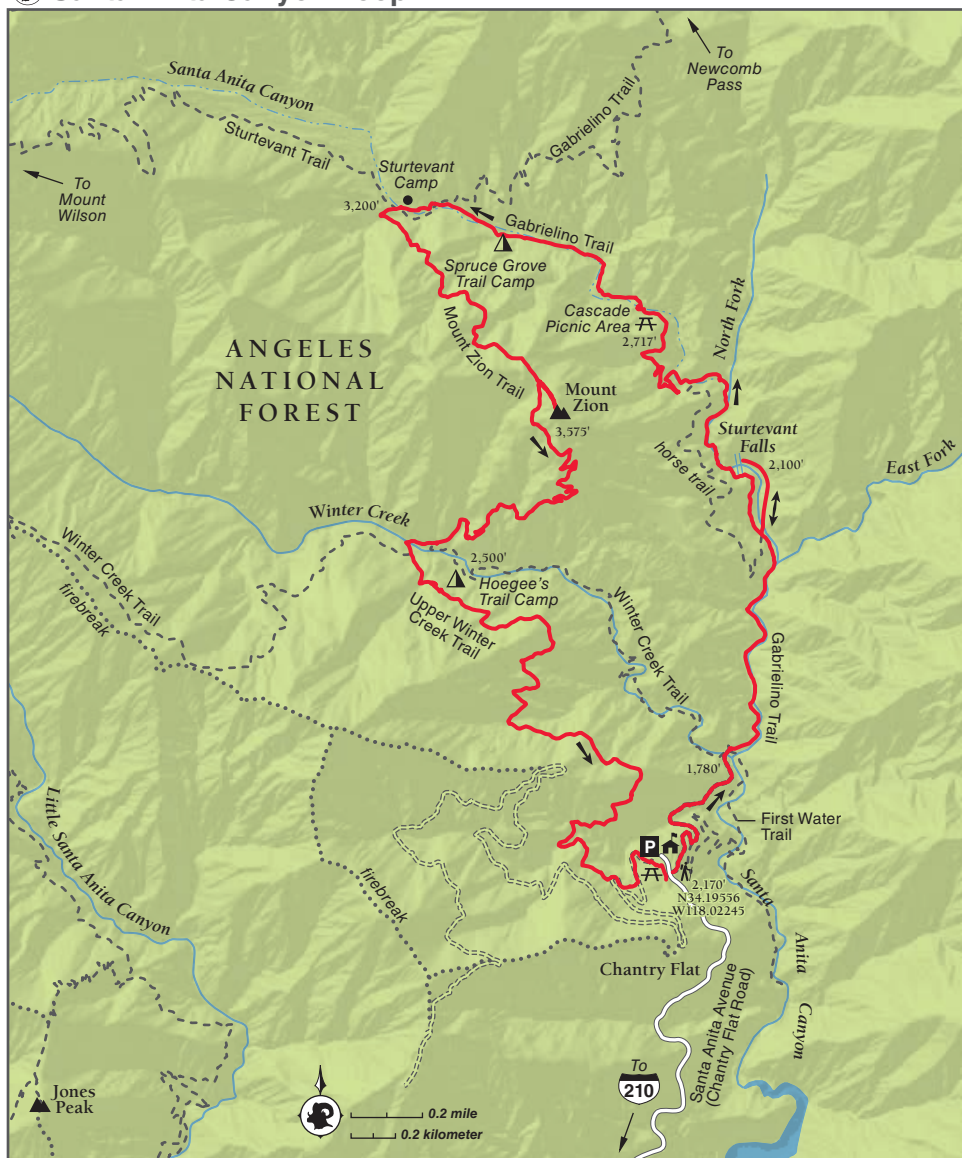 To
Newcomb
Pass
Santa Anita Canyon
Gabrielino Trail
Sturtevant Trail
To
Mount
Wilson
Sturtevant
Camp
3,200'
Gabrielino Trail
Spruce Grove
Trail Camp
Cascade
Picnic Area
2,717'
North Fork
Mount Zion Trail
ANGELES
NATIONAL
FOREST
Mount
Zion
3,575'
Sturtevant
Falls
2,100'
horse trail
East Fork
Winter Creek
2,500'
Hoegee's
Trail Camp
Winter Creek Trail
firebreak
Upper Winter
Creek Trail
Winter Creek Trail
Gabrielino Trail
1,780'
First Water
Trail
P
2,170'
N34.19556
W118.02245
Santa
Anita
Canyon
Little Santa Anita Canyon
firebreak
Chantry Flat
Santa Anita Avenue
(Chantry Flat Road)
To
210
Jones
Peak
0.2 mile
0.2 kilometer